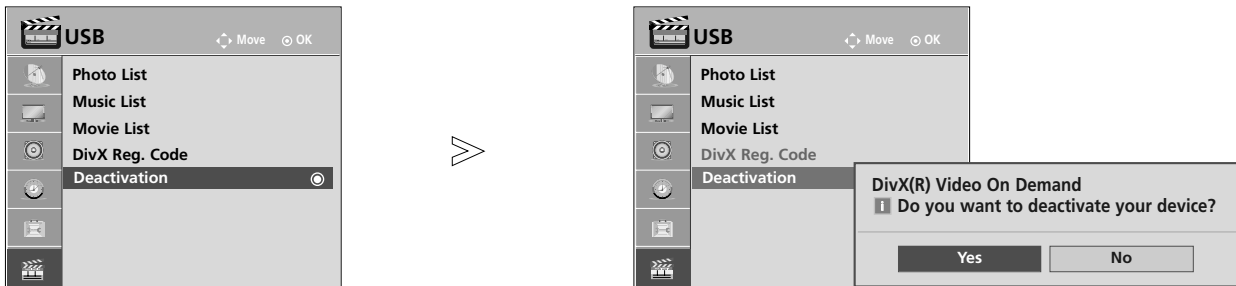 USB
Move OK
Photo List
Music List
Movie List
DivX Reg. Code
Deactivation
USB
Move OK
Photo List
Music List
Movie List
DivX Reg. Code
Deactivation
DivX(R) Video On Demand
i Do you want to deactivate your device?
Yes No